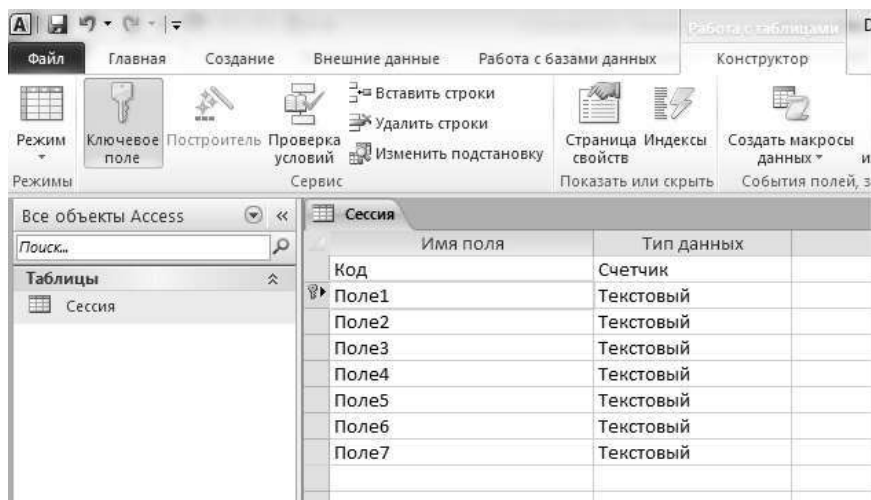 Работа с таблицами
Файл Главная Создание Внешние данные Работа с базами данных Конструктор
Режим
Ключевое поле
Построитель
Проверка условий
Вставить строки
Удалить строки
Изменить подстановку
Страница свойств
Индексы
Создать макросы данных
Режимы Сервис Показать или скрыть События полей, з
Все объекты Access
Поиск...
Таблицы
Сессия
Сессия
Имя поля Тип данных
Код Счетчик
Поле1 Текстовый
Поле2 Текстовый
Поле3 Текстовый
Поле4 Текстовый
Поле5 Текстовый
Поле6 Текстовый
Поле7 Текстовый